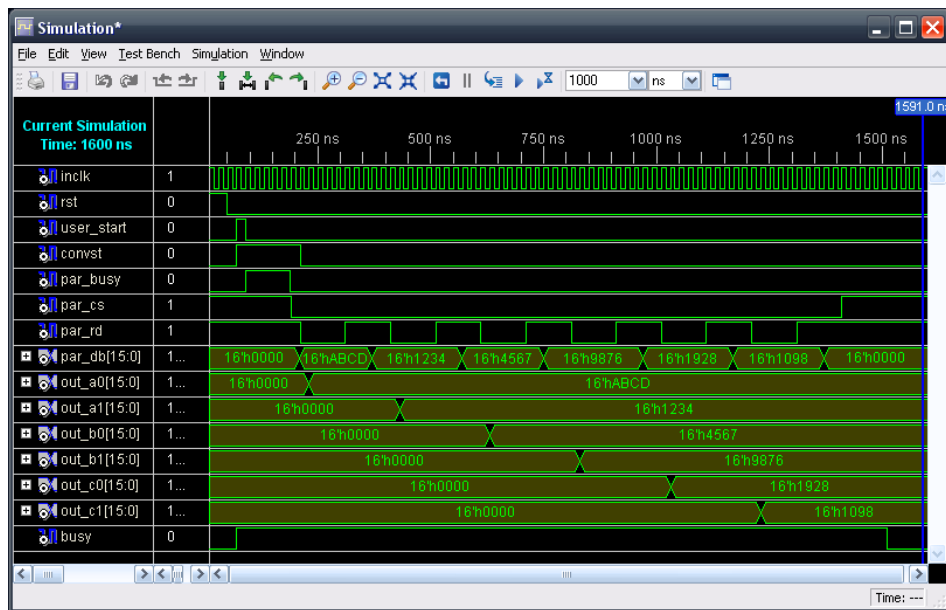 Simulation*
File Edit View Test Bench Simulation Window
1000 ns
1591.0 n
Current Simulation
Time: 1600 ns
250 ns 500 ns 750 ns 1000 ns 1250 ns 1500 ns
inclk 1
rst 0
user_start 0
convst 0
par_busy 0
par_cs 1
par_rd 1
par_db[15:0] 1... 16'h0000 16'hABCD 16'h1234 16'h4567 16'h9876 16'h1928 16'h1098 16'h0000
out_a0[15:0] 1... 16'h0000 16'hABCD
out_a1[15:0] 1... 16'h0000 16'h1234
out_b0[15:0] 1... 16'h0000 16'h4567
out_b1[15:0] 1... 16'h0000 16'h9876
out_c0[15:0] 1... 16'h0000 16'h1928
out_c1[15:0] 1... 16'h0000 16'h1098
busy 0
Time: ---